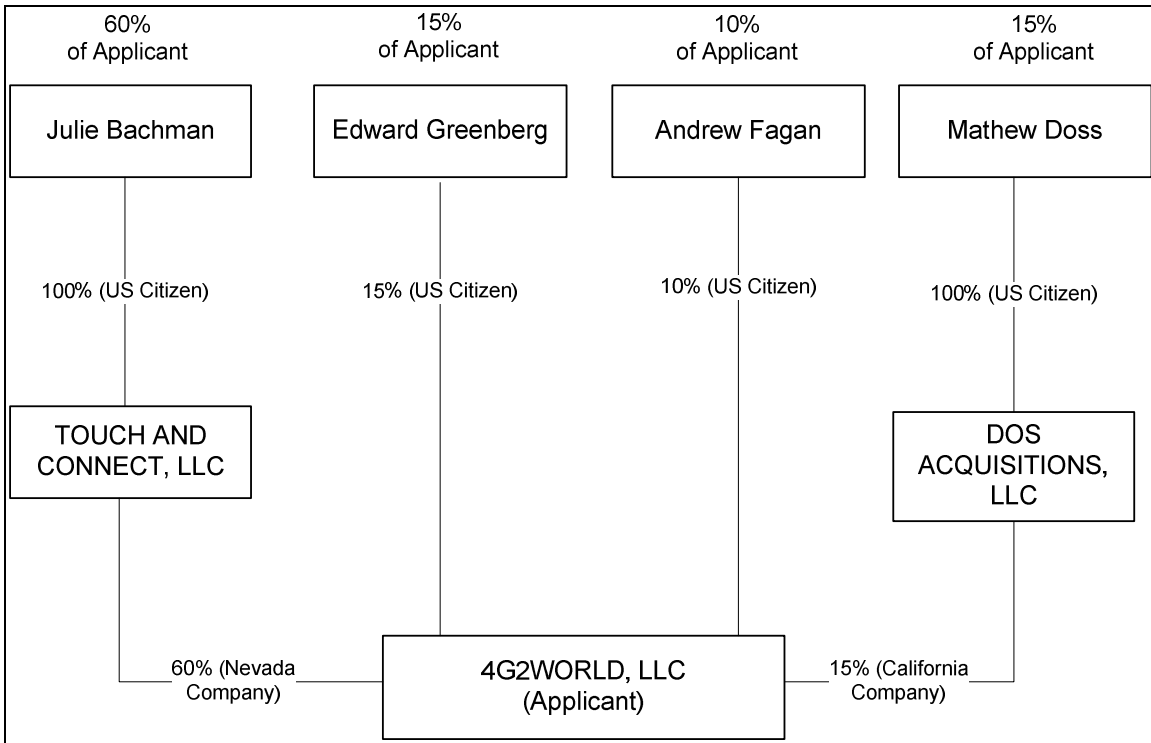 60%
of Applicant
15%
of Applicant
10%
of Applicant
15%
of Applicant
Julie Bachman
Edward Greenberg
Andrew Fagan
Mathew Doss
100% (US Citizen)
15% (US Citizen)
10% (US Citizen)
100% (US Citizen)
TOUCH AND
CONNECT, LLC
DOS
ACQUISITIONS,
LLC
60% (Nevada
Company)
4G2WORLD, LLC
(Applicant)
15% (California
Company)